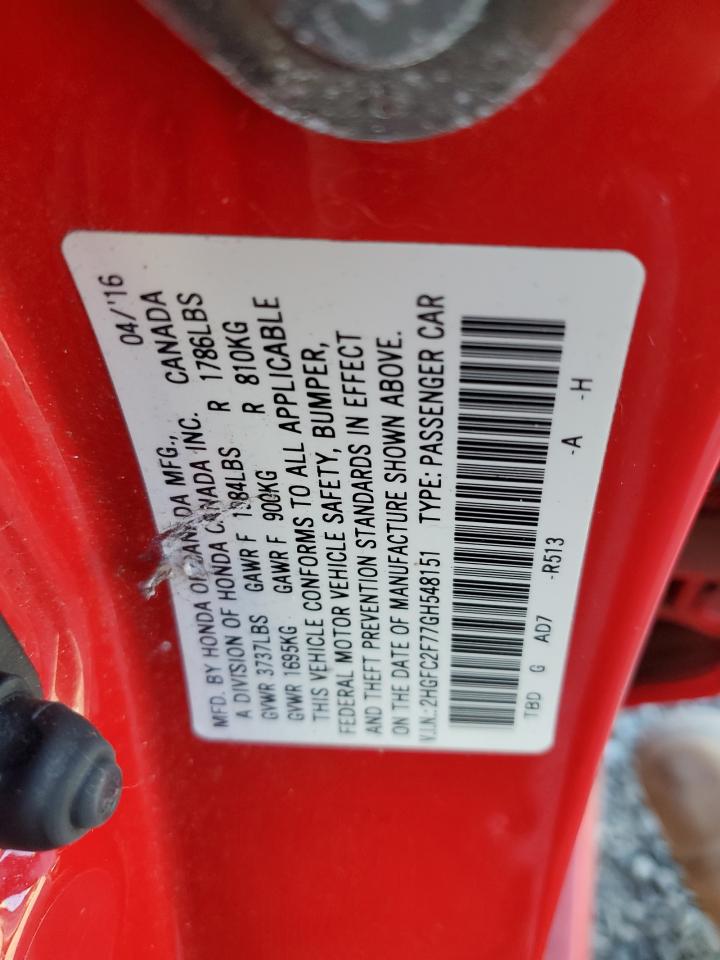 04/'16
MFD. BY HONDA OF CANADA MFG., CANADA
A DIVISION OF HONDA CANADA INC.
GVWR 3737LBS GAWR F 1984LBS R 1786LBS
GVWR 1695KG GAWR F 900KG R 810KG
THIS VEHICLE CONFORMS TO ALL APPLICABLE
FEDERAL MOTOR VEHICLE SAFETY, BUMPER,
AND THEFT PREVENTION STANDARDS IN EFFECT
ON THE DATE OF MANUFACTURE SHOWN ABOVE.
V.I.N.: 2HGFC2F77GH548151 TYPE: PASSENGER CAR
TBD G AD7 -R513 -A -H